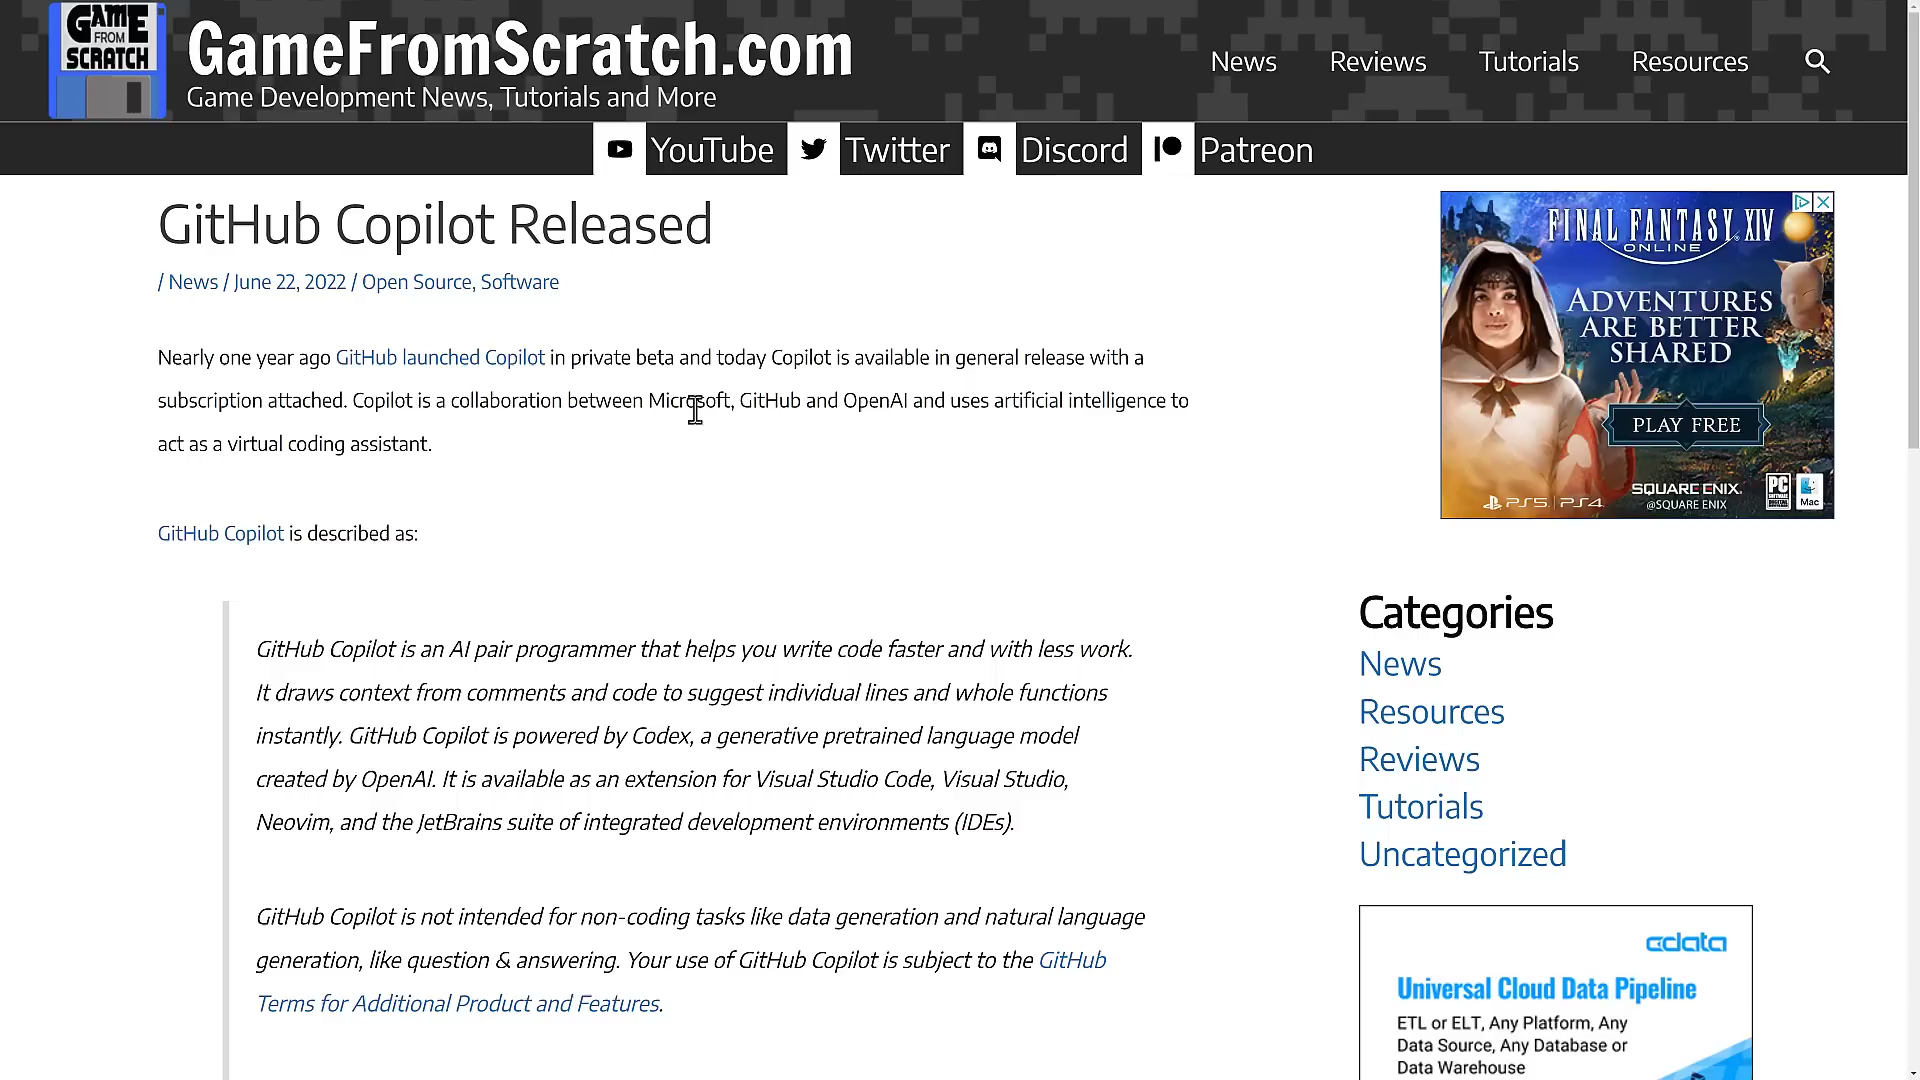 GAME
FROM
SCRATCH
GameFromScratch.com
Game Development News, Tutorials and More
News
Reviews
Tutorials
Resources
YouTube
Twitter
Discord
Patreon
GitHub Copilot Released
/ News / June 22, 2022 / Open Source, Software
Nearly one year ago GitHub launched Copilot in private beta and today Copilot is available in general release with a
subscription attached. Copilot is a collaboration between Microsoft, GitHub and OpenAI and uses artificial intelligence to
act as a virtual coding assistant.
GitHub Copilot is described as:
GitHub Copilot is an AI pair programmer that helps you write code faster and with less work.
It draws context from comments and code to suggest individual lines and whole functions
instantly. GitHub Copilot is powered by Codex, a generative pretrained language model
created by OpenAI. It is available as an extension for Visual Studio Code, Visual Studio,
Neovim, and the JetBrains suite of integrated development environments (IDEs).
GitHub Copilot is not intended for non-coding tasks like data generation and natural language
generation, like question & answering. Your use of GitHub Copilot is subject to the GitHub
Terms for Additional Product and Features.
FINAL FANTASY XIV
ONLINE
ADVENTURES
ARE BETTER
SHARED
PLAY FREE
PS5 | PS4
SQUARE ENIX.
@SQUARE ENIX
PC
Mac
Categories
News
Resources
Reviews
Tutorials
Uncategorized
cdata
Universal Cloud Data Pipeline
ETL or ELT, Any Platform, Any
Data Source, Any Database or
Data Warehouse